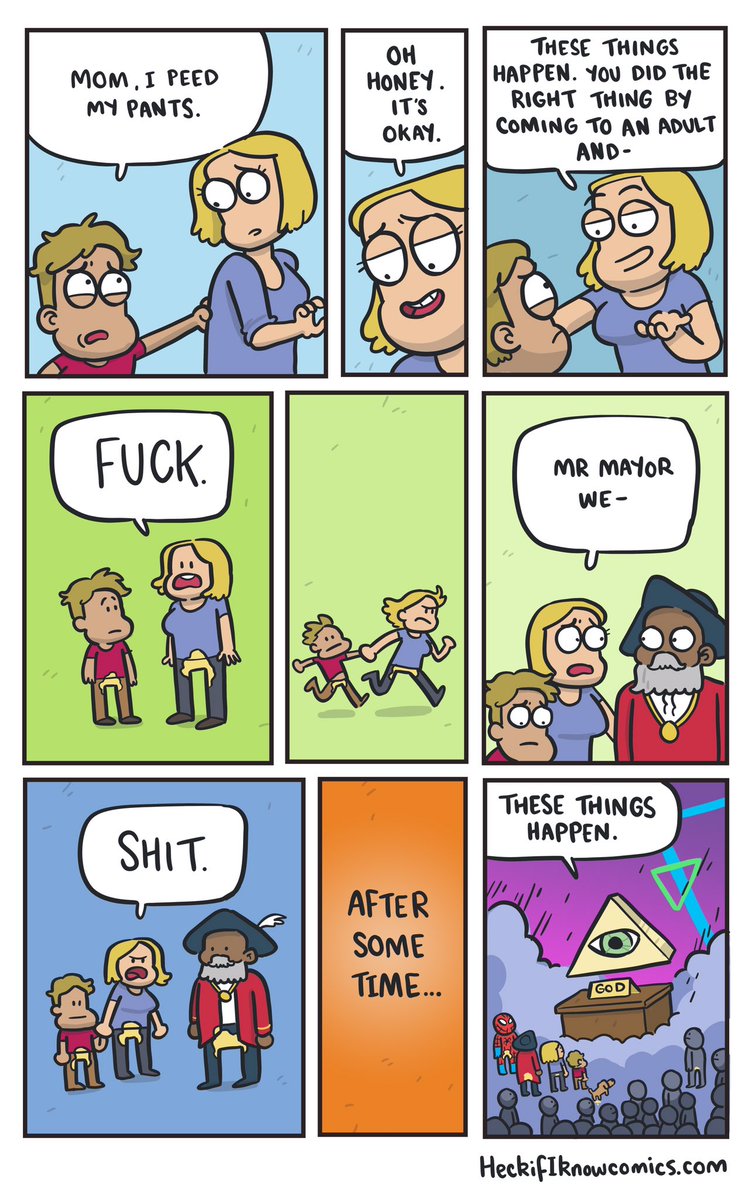 MOM, I PEED
MY PANTS.
OH
HONEY.
IT'S
OKAY.
THESE THINGS
HAPPEN. YOU DID THE
RIGHT THING BY
COMING TO AN ADULT
AND-
FUCK.
MR MAYOR
WE-
SHIT.
AFTER
SOME
TIME...
THESE THINGS
HAPPEN.
GOD
HeckifIknowcomics.com